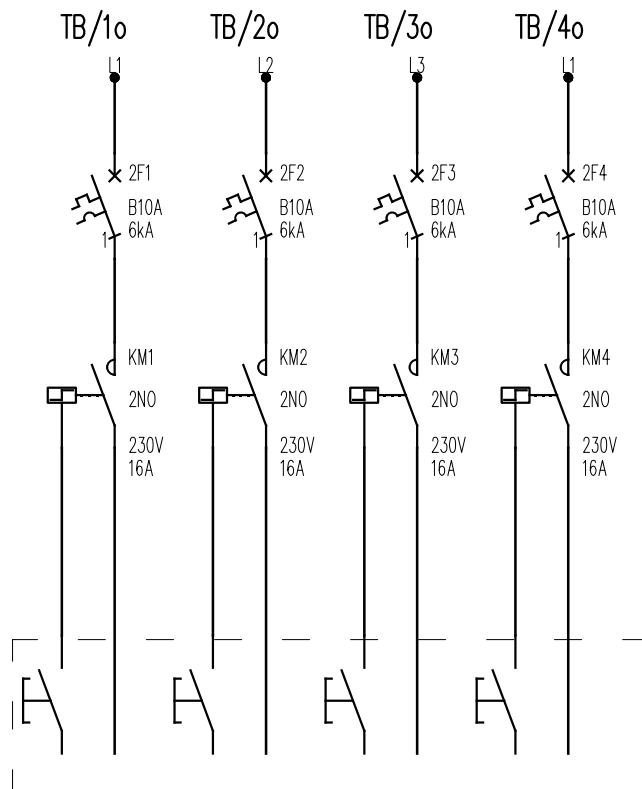 TB/1o TB/2o TB/3o TB/4o
L1 L2 L3 L1
2F1 2F2 2F3 2F4
B10A B10A B10A B10A
6kA 6kA 6kA 6kA
1 1 1 1
KM1 KM2 KM3 KM4
2NO 2NO 2NO 2NO
230V 230V 230V 230V
16A 16A 16A 16A